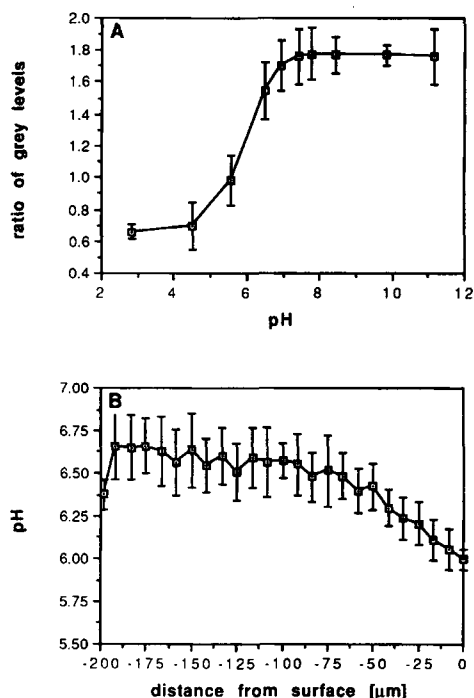 A
2.0
1.8
1.6
1.4
1.2
1.0
0.8
0.6
0.4
ratio of grey levels
2 4 6 8 10 12
pH
B
7.00
6.75
6.50
6.25
6.00
5.75
5.50
pH
-200 -175 -150 -125 -100 -75 -50 -25 0
distance from surface [μm]